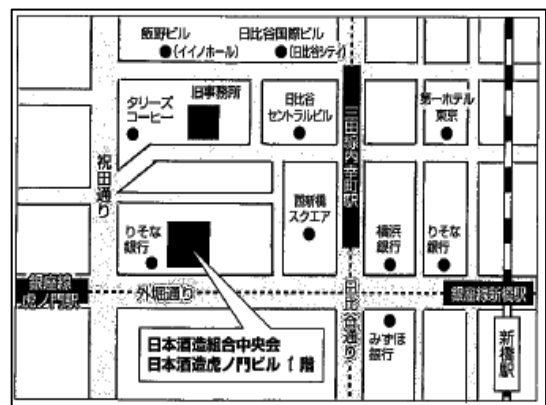 飯野ビル
(イイノホール)
日比谷国際ビル
(日比谷シティ)
タリーズ
コーヒー
旧事務所
日比谷
セントラルビル
三田線内幸町駅
第一ホテル
東京
祝田通り
りそな
銀行
西新橋
スクエア
横浜
銀行
りそな
銀行
銀座線
虎ノ門駅
外堀通り
日比谷通り
銀座線新橋駅
日本酒造組合中央会
日本酒造虎ノ門ビル 1 階
みずほ
銀行
新橋駅